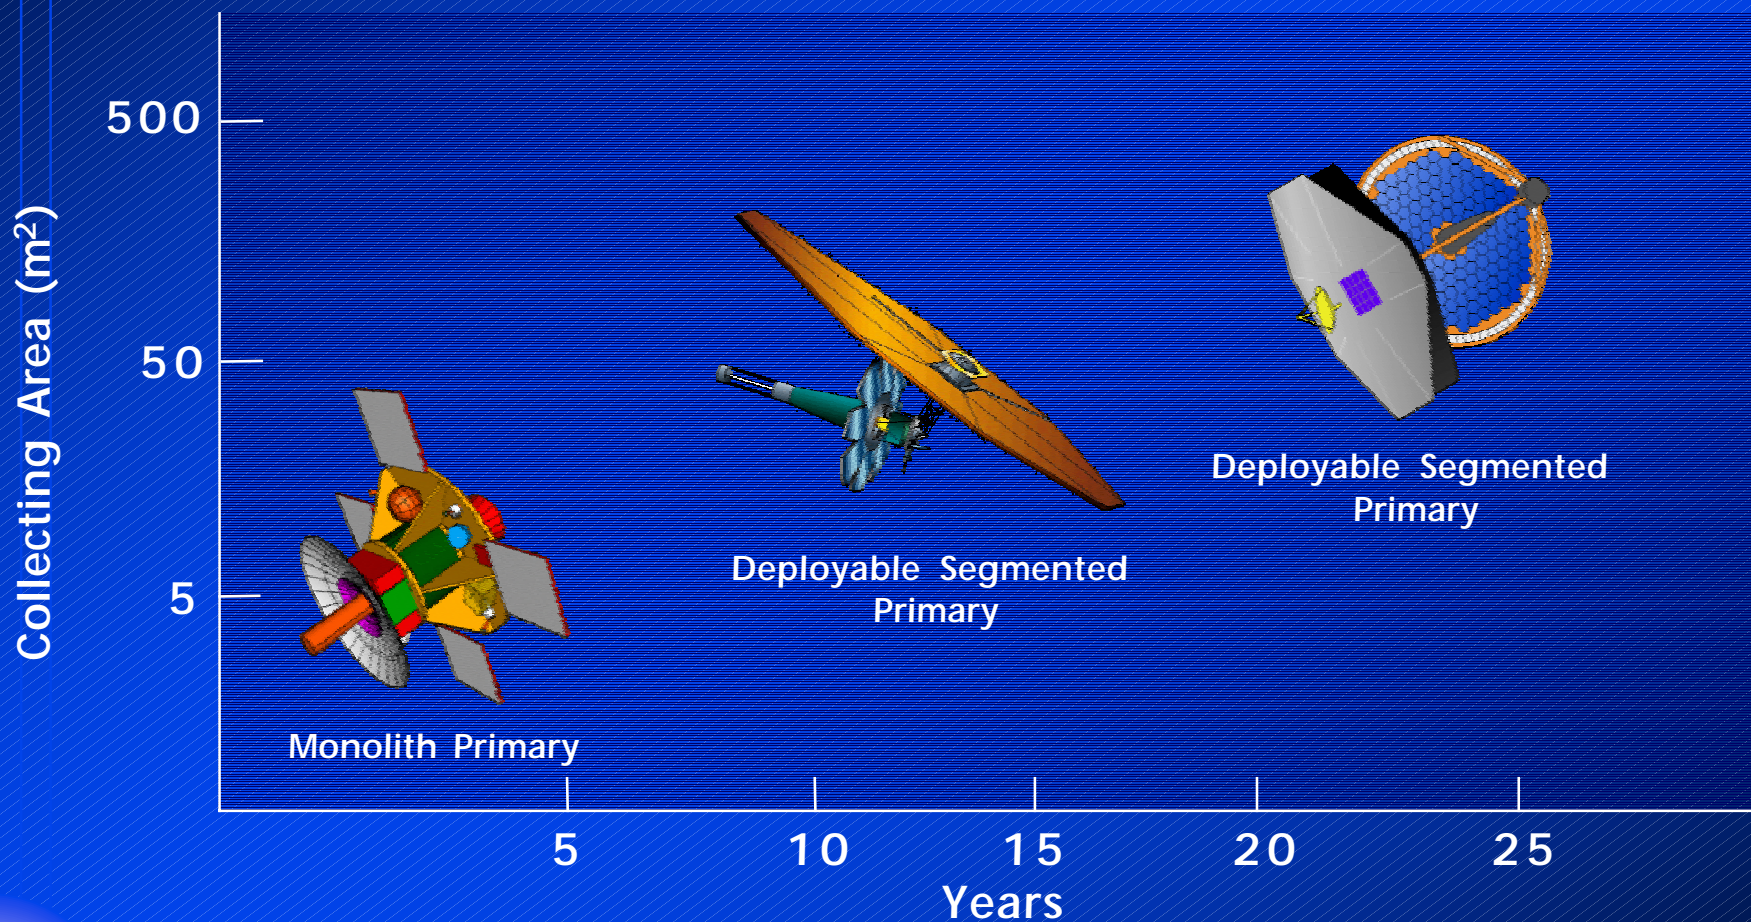 Collecting Area (m²)
500
50
5
Deployable Segmented
Primary
Deployable Segmented
Primary
Monolith Primary
5 10 15 20 25
Years